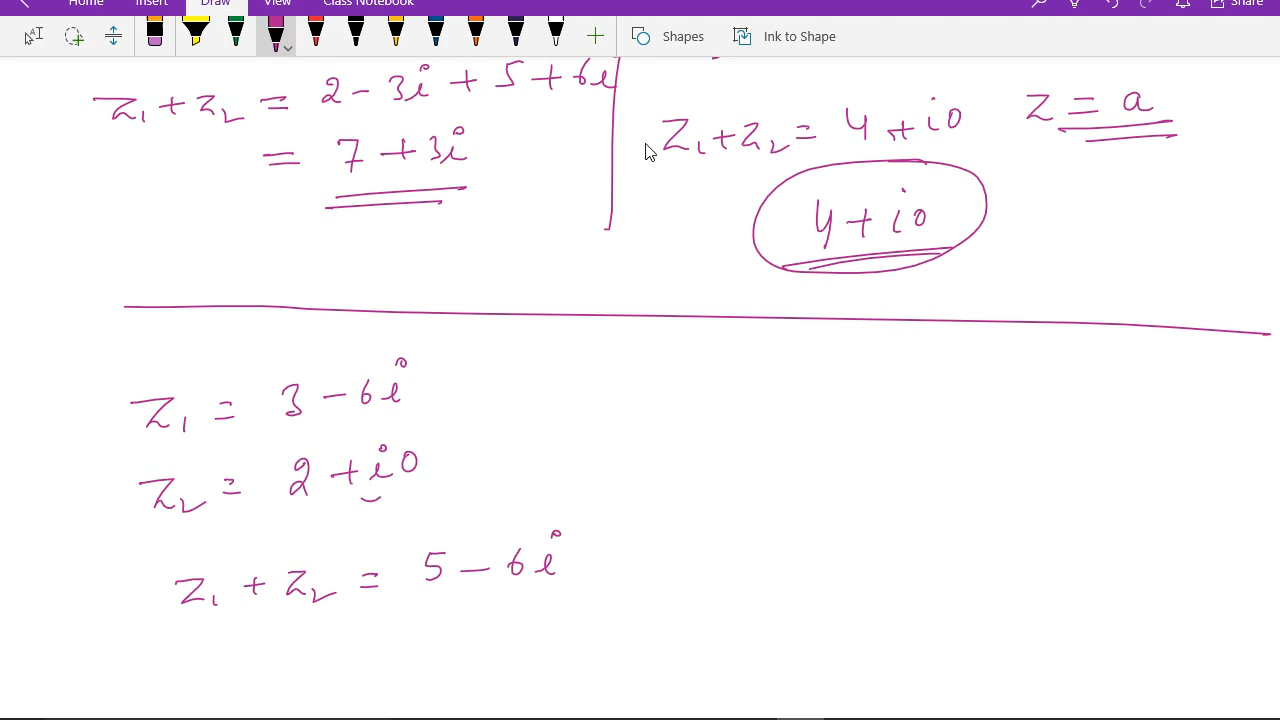 Home Insert Draw View Class Notebook Share
Shapes Ink to Shape
z₁ + z₂ = 2 - 3i + 5 + 6i
= 7 + 3i
z₁ + z₂ = 4 + i0
z = a
4 + i0
z₁ = 3 - 6i
z₂ = 2 + i0
z₁ + z₂ = 5 - 6i